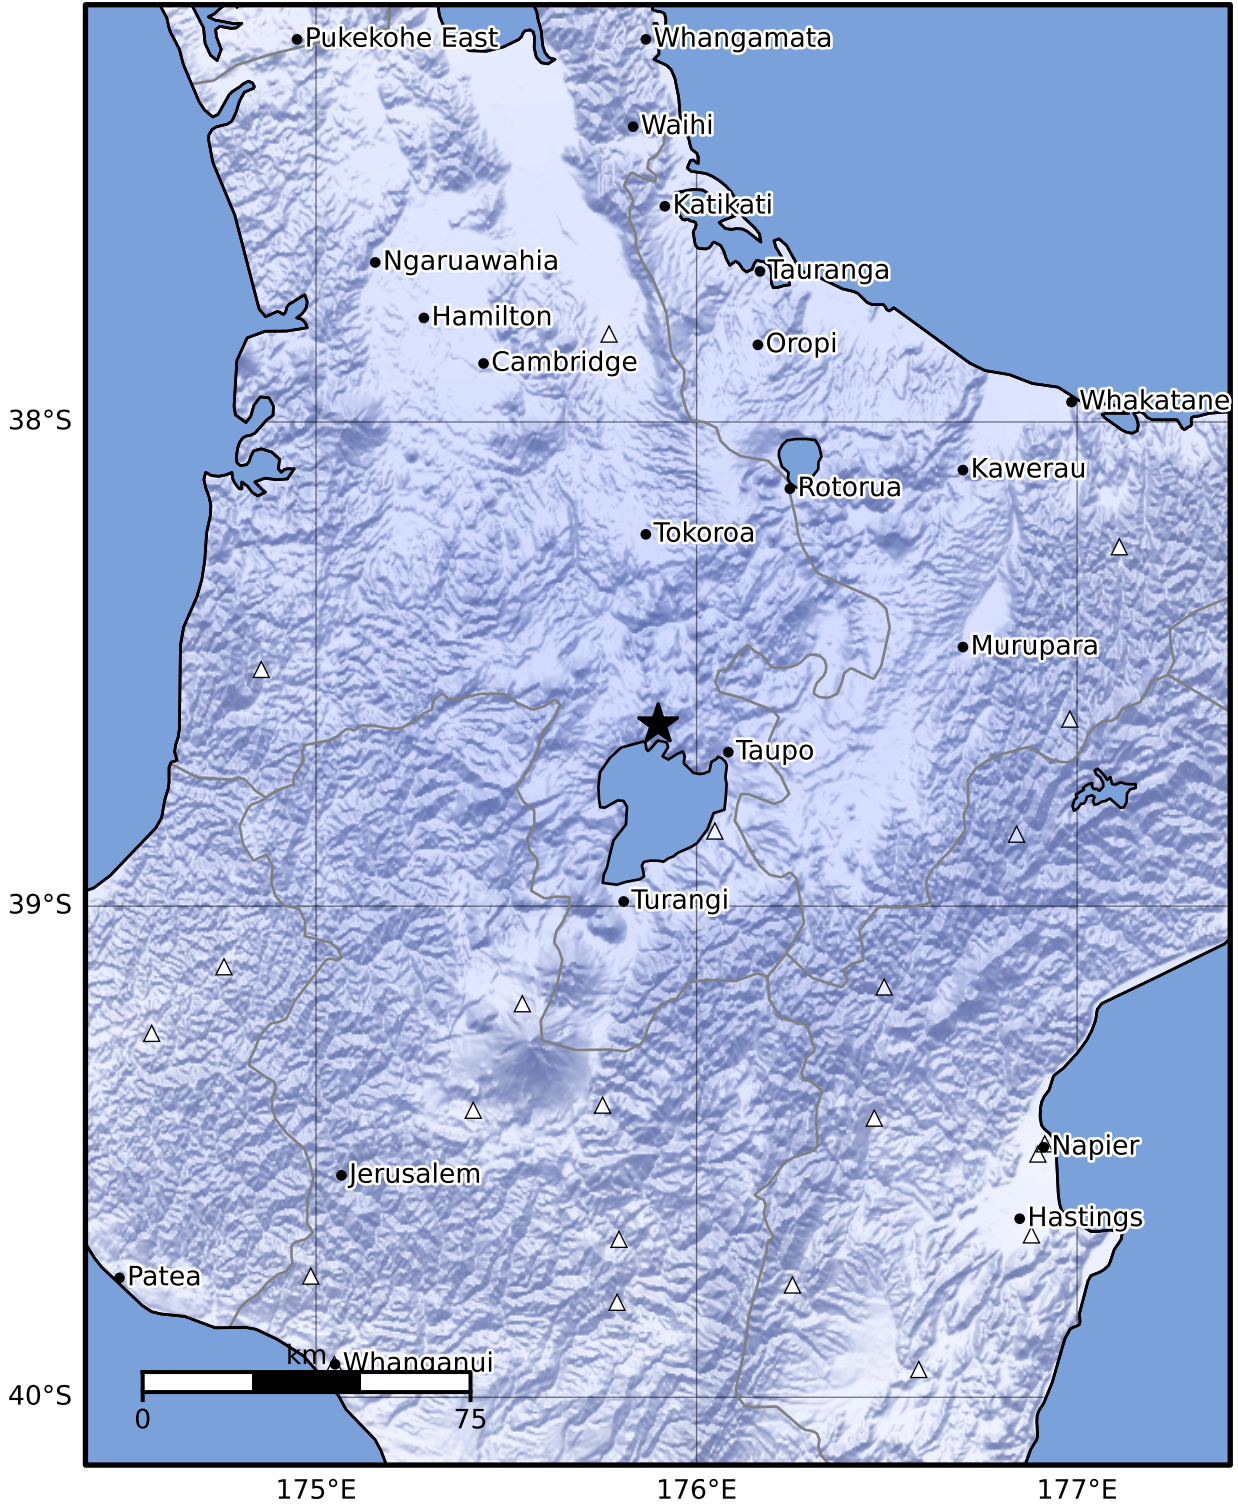 Pukekohe East
Whangamata
Waihi
Katikati
Ngaruawahia
Tauranga
Hamilton
Oropi
Cambridge
Whakatane
38°S
Kawerau
Rotorua
Tokoroa
Murupara
Taupo
39°S
Turangi
Napier
Jerusalem
Hastings
Patea
km
Whanganui
40°S
0
75
175°E
176°E
177°E